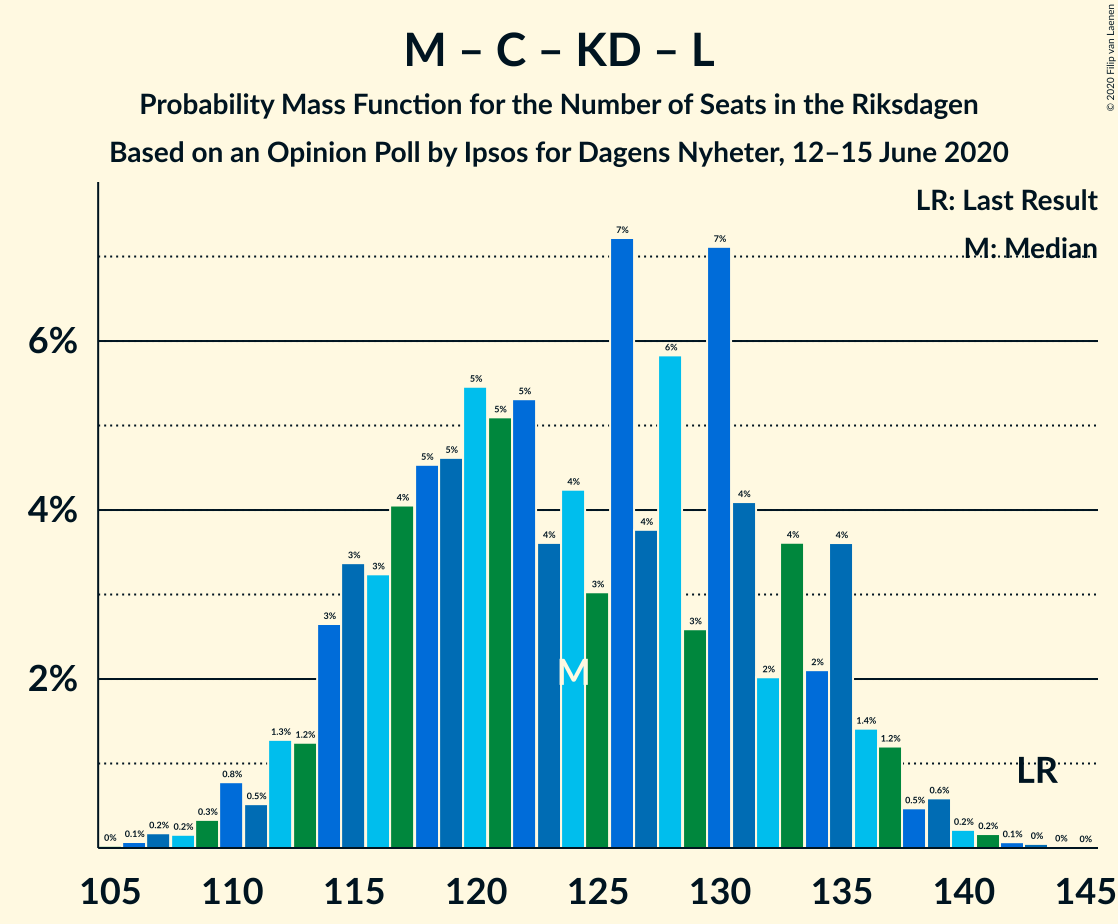 M – C – KD – L
Probability Mass Function for the Number of Seats in the Riksdagen
Based on an Opinion Poll by Ipsos for Dagens Nyheter, 12–15 June 2020
© 2020 Filip van Laenen
LR: Last Result
M: Median
6%
4%
2%
0% 0.1% 0.2% 0.2% 0.3% 0.8% 0.5% 1.3% 1.2% 3% 3% 3% 4% 5% 5% 5% 5% 5% 4% 4% 3% 7% 4% 6% 3% 7% 4% 2% 4% 2% 4% 1.4% 1.2% 0.5% 0.6% 0.2% 0.2% 0.1% 0% 0% 0%
M
LR
105 110 115 120 125 130 135 140 145